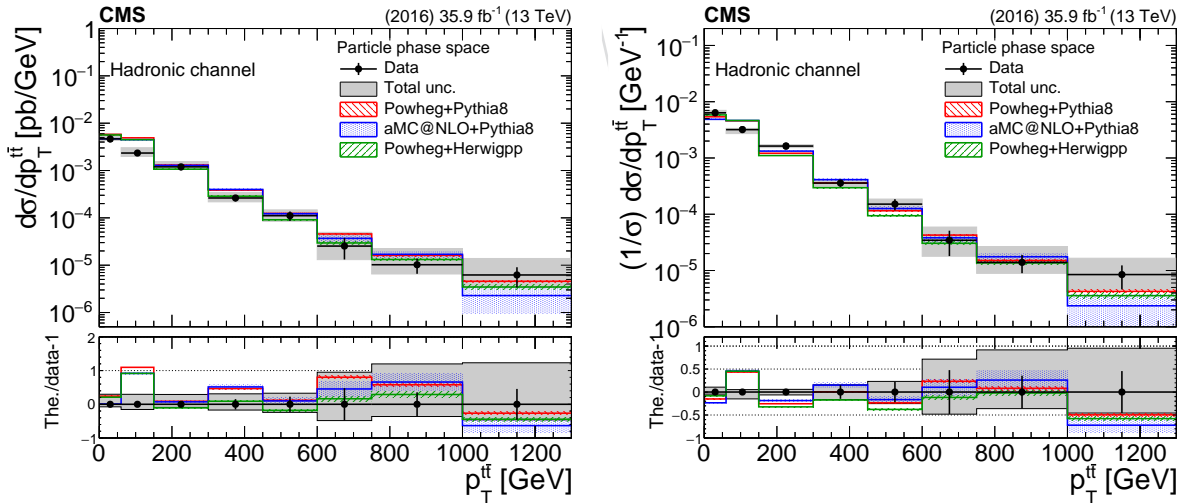 CMS (2016) 35.9 fb⁻¹ (13 TeV)
Particle phase space
Hadronic channel
Data
Total unc.
Powheg+Pythia8
aMC@NLO+Pythia8
Powheg+Herwigpp
dσ/dp_T^{tt̄} [pb/GeV]
1
10⁻¹
10⁻²
10⁻³
10⁻⁴
10⁻⁵
10⁻⁶
The./data-1
2
1
0
−1
0 200 400 600 800 1000 1200
p_T^{tt̄} [GeV]
CMS (2016) 35.9 fb⁻¹ (13 TeV)
Particle phase space
Hadronic channel
Data
Total unc.
Powheg+Pythia8
aMC@NLO+Pythia8
Powheg+Herwigpp
(1/σ) dσ/dp_T^{tt̄} [GeV⁻¹]
10⁻¹
10⁻²
10⁻³
10⁻⁴
10⁻⁵
10⁻⁶
The./data-1
1
0.5
0
−0.5
−1
0 200 400 600 800 1000 1200
p_T^{tt̄} [GeV]